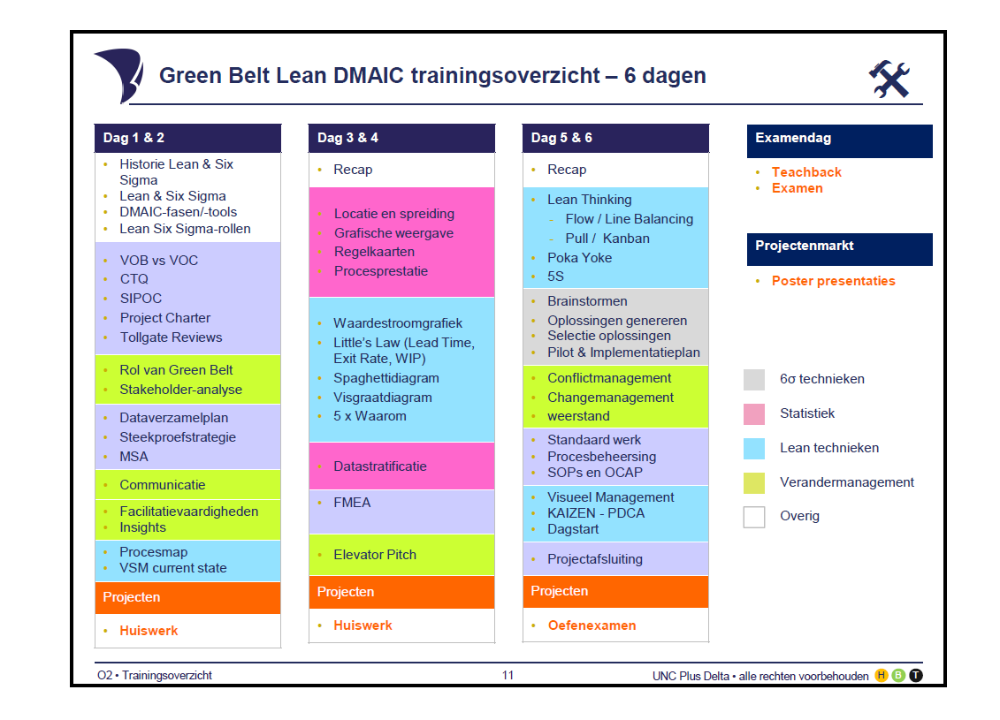 Green Belt Lean DMAIC trainingsoverzicht – 6 dagen
Dag 1 & 2
• Historie Lean & Six
Sigma
• Lean & Six Sigma
• DMAIC-fasen/-tools
• Lean Six Sigma-rollen
• VOB vs VOC
• CTQ
• SIPOC
• Project Charter
• Tollgate Reviews
• Rol van Green Belt
• Stakeholder-analyse
• Dataverzamelplan
• Steekproefstrategie
• MSA
• Communicatie
• Facilitatievaardigheden
• Insights
• Procesmap
• VSM current state
Projecten
• Huiswerk
Dag 3 & 4
• Recap
• Locatie en spreiding
• Grafische weergave
• Regelkaarten
• Procesprestatie
• Waardestroomgrafiek
• Little's Law (Lead Time,
Exit Rate, WIP)
• Spaghettidiagram
• Visgraatdiagram
• 5 x Waarom
• Datastratificatie
• FMEA
• Elevator Pitch
Projecten
• Huiswerk
Dag 5 & 6
• Recap
• Lean Thinking
- Flow / Line Balancing
- Pull / Kanban
• Poka Yoke
• 5S
• Brainstormen
• Oplossingen genereren
• Selectie oplossingen
• Pilot & Implementatieplan
• Conflictmanagement
• Changemanagement
• weerstand
• Standaard werk
• Procesbeheersing
• SOPs en OCAP
• Visueel Management
• KAIZEN - PDCA
• Dagstart
• Projectafsluiting
Projecten
• Oefenexamen
Examendag
• Teachback
• Examen
Projectenmarkt
• Poster presentaties
6σ technieken
Statistiek
Lean technieken
Verandermanagement
Overig
O2 • Trainingsoverzicht
11
UNC Plus Delta • alle rechten voorbehouden H B T